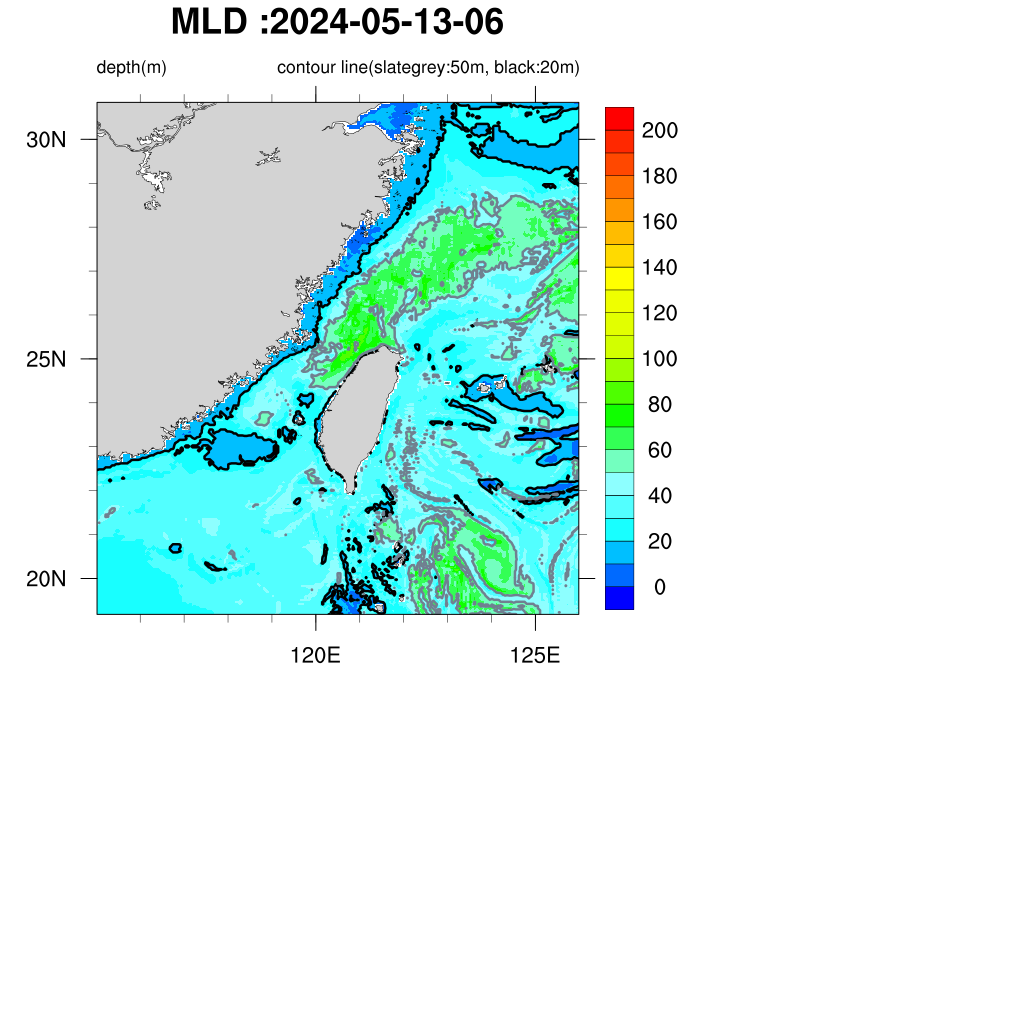 MLD :2024-05-13-06
depth(m)
contour line(slategrey:50m, black:20m)
30N
25N
20N
120E
125E
200
180
160
140
120
100
80
60
40
20
0